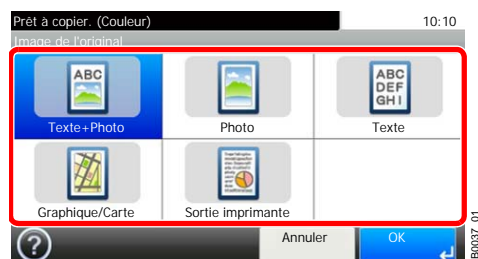 Prêt à copier. (Couleur) 10:10
Image de l'original
ABC
ABC
DEF
GHI
Texte+Photo Photo Texte
Graphique/Carte Sortie imprimante
? Annuler OK
B0037_01